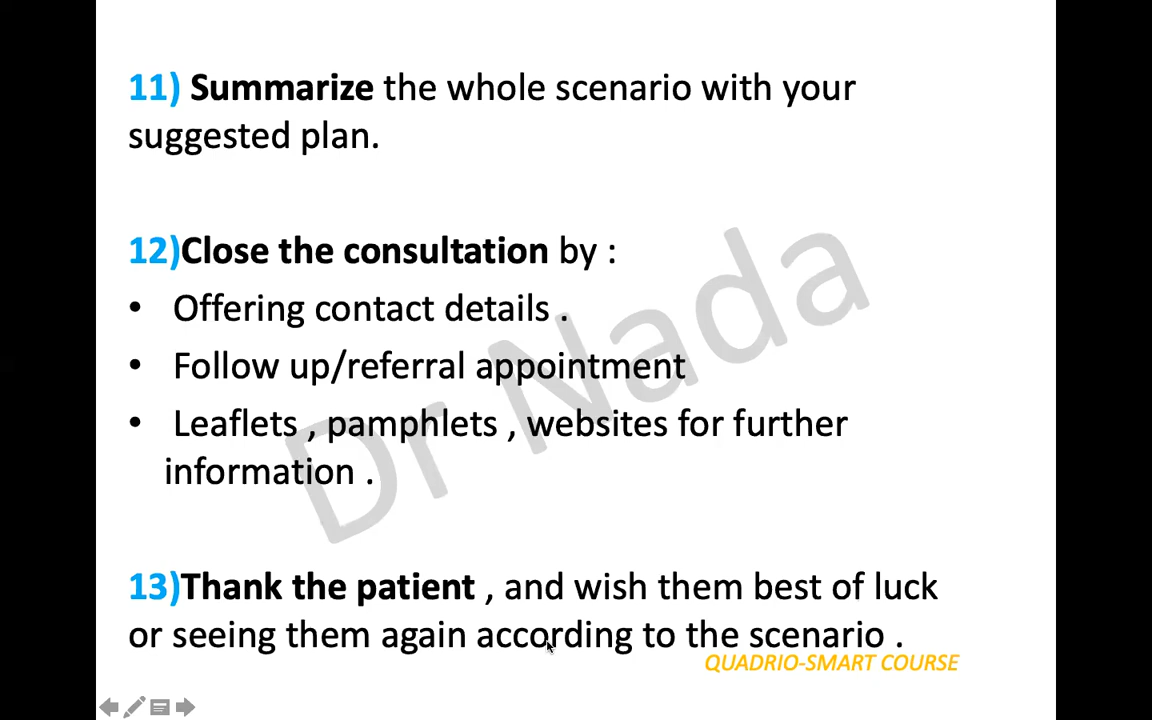 11) Summarize the whole scenario with your
suggested plan.
12)Close the consultation by :
• Offering contact details .
• Follow up/referral appointment
• Leaflets , pamphlets , websites for further
information .
13)Thank the patient , and wish them best of luck
or seeing them again according to the scenario .
QUADRIO-SMART COURSE
Dr Nada